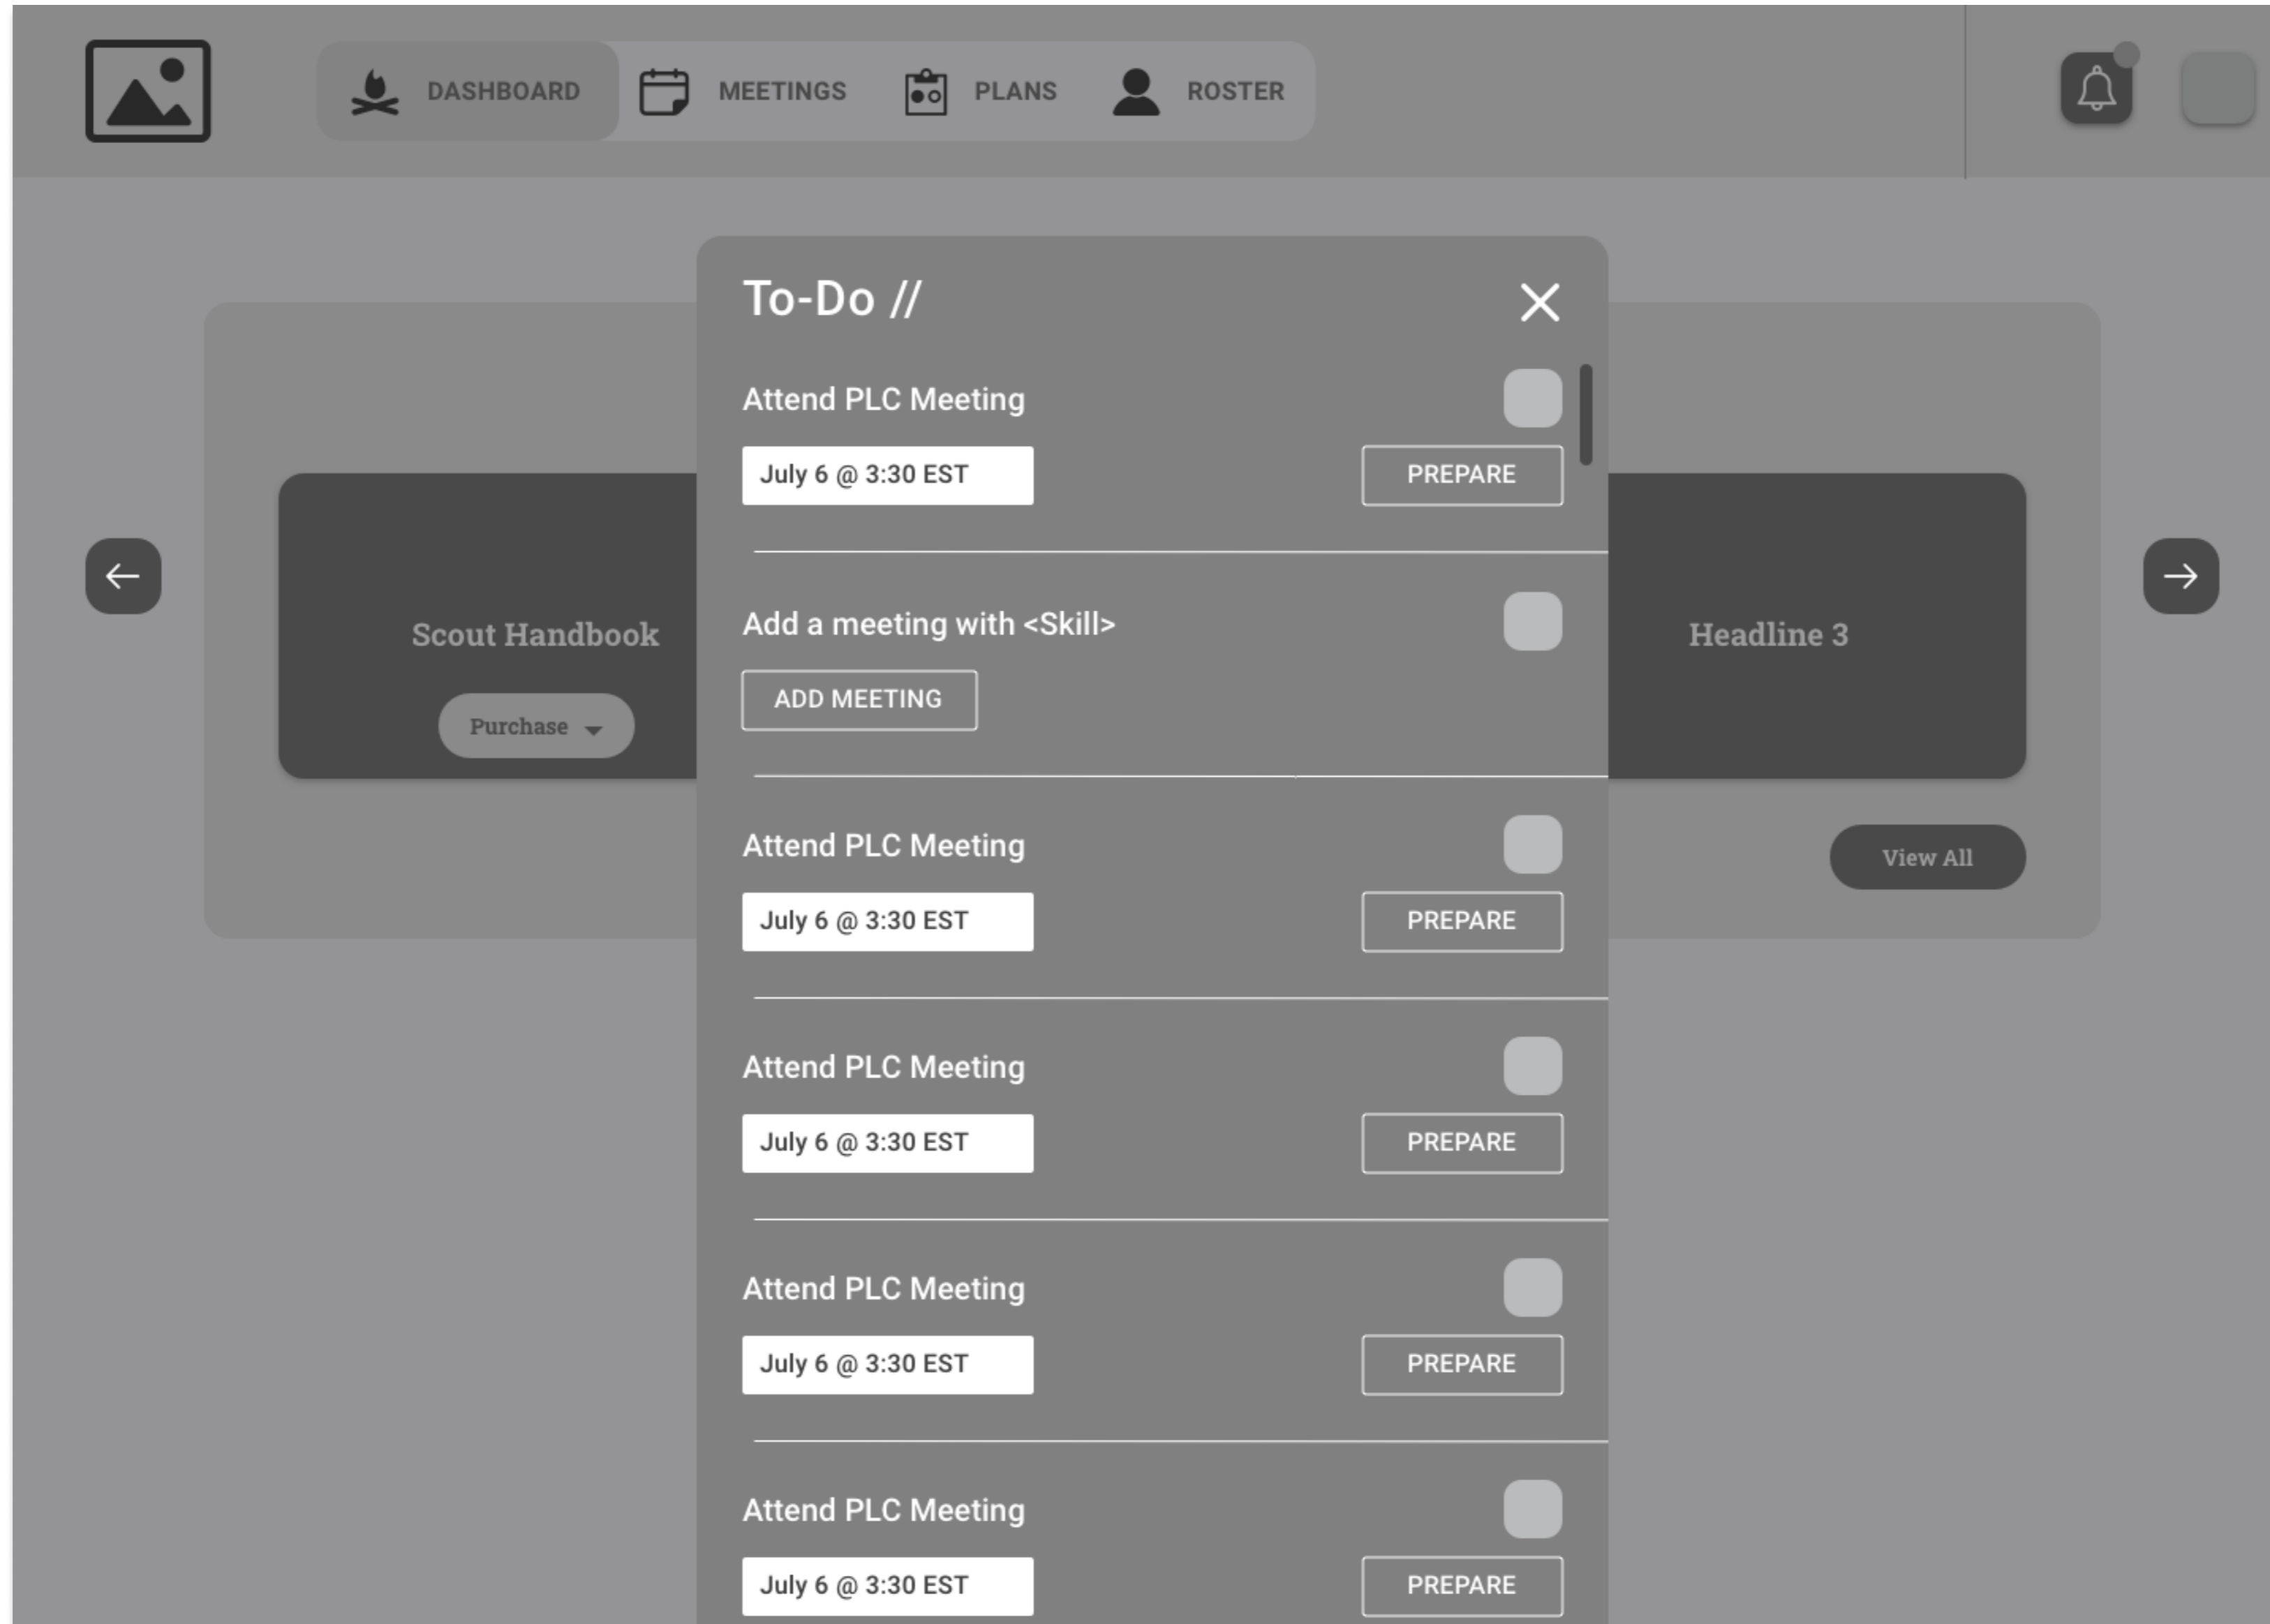 DASHBOARD MEETINGS PLANS ROSTER
To-Do //
Attend PLC Meeting
July 6 @ 3:30 EST PREPARE
Add a meeting with <Skill>
ADD MEETING
Attend PLC Meeting
July 6 @ 3:30 EST PREPARE
Attend PLC Meeting
July 6 @ 3:30 EST PREPARE
Attend PLC Meeting
July 6 @ 3:30 EST PREPARE
Attend PLC Meeting
July 6 @ 3:30 EST PREPARE
Scout Handbook
Purchase
Headline 3
View All